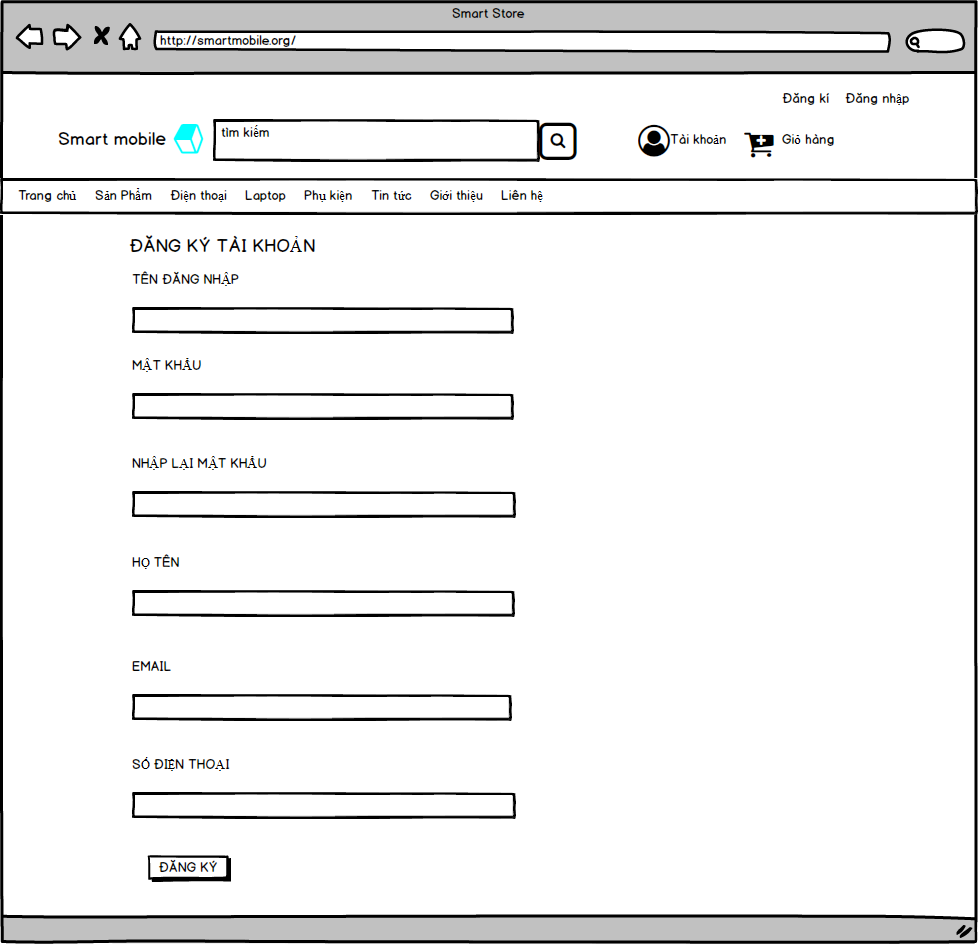 Smart Store
http://smartmobile.org/
Đăng kí Đăng nhập
Smart mobile tìm kiếm Tài khoản Giỏ hàng
Trang chủ Sản Phẩm Điện thoại Laptop Phụ kiện Tin tức Giới thiệu Liên hệ
ĐĂNG KÝ TÀI KHOẢN
TÊN ĐĂNG NHẬP
MẬT KHẨU
NHẬP LẠI MẬT KHẨU
HỌ TÊN
EMAIL
SỐ ĐIỆN THOẠI
ĐĂNG KÝ